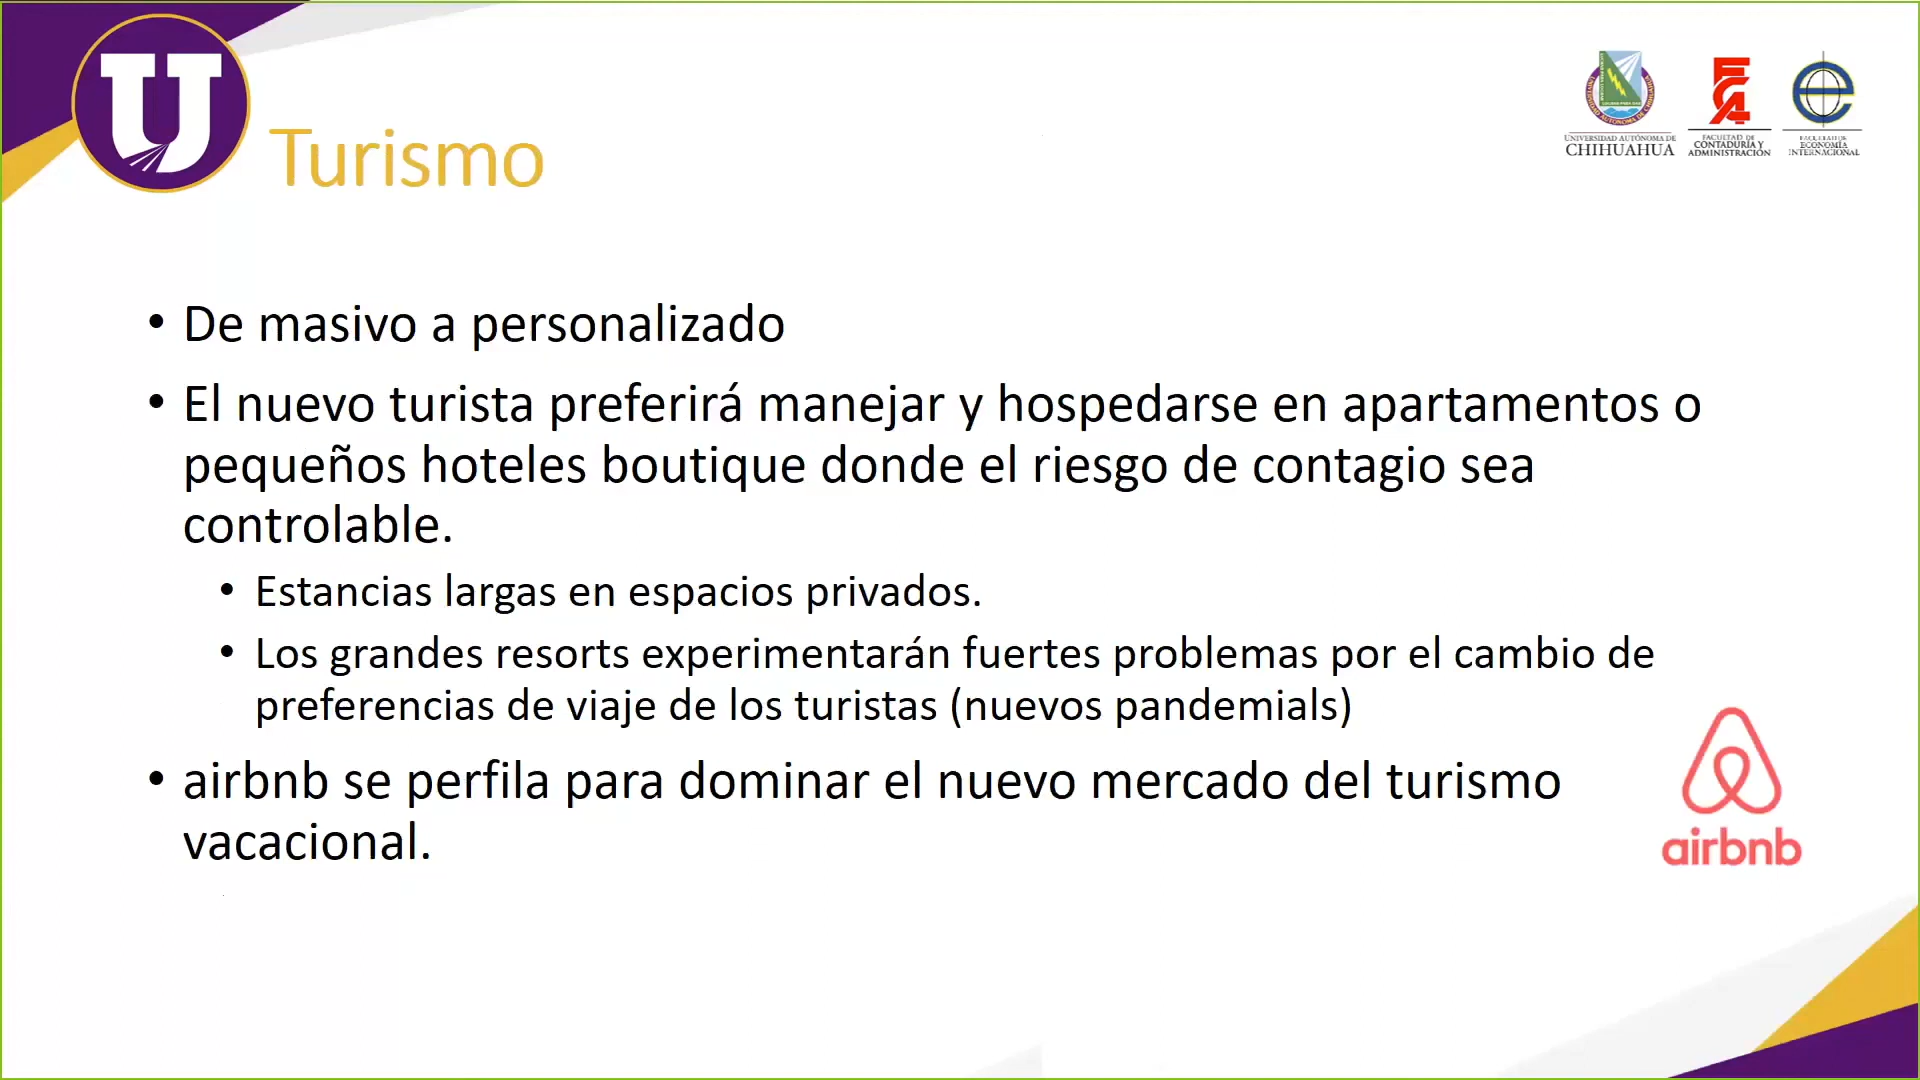 U
Turismo
UNIVERSIDAD AUTÓNOMA DE
CHIHUAHUA
FACULTAD DE
CONTADURÍA Y
ADMINISTRACIÓN
FACULTAD DE
ECONOMÍA
INTERNACIONAL
• De masivo a personalizado
• El nuevo turista preferirá manejar y hospedarse en apartamentos o
pequeños hoteles boutique donde el riesgo de contagio sea
controlable.
• Estancias largas en espacios privados.
• Los grandes resorts experimentarán fuertes problemas por el cambio de
preferencias de viaje de los turistas (nuevos pandemials)
• airbnb se perfila para dominar el nuevo mercado del turismo
vacacional.
airbnb